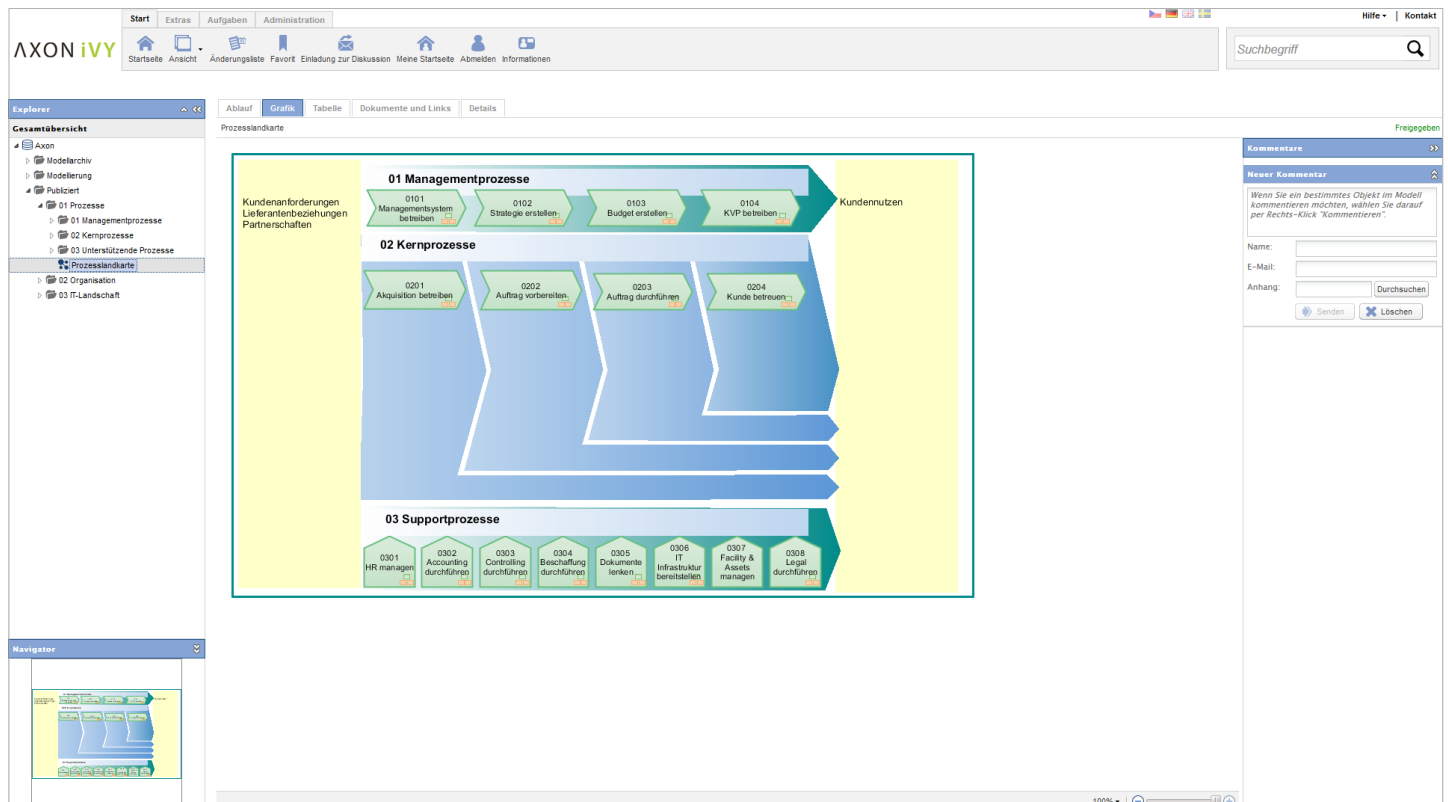 Start Extras Aufgaben Administration
Hilfe Kontakt
AXON iVY
Startseite Ansicht Änderungsliste Favorit Einladung zur Diskussion Meine Startseite Abmelden Informationen
Suchbegriff
Explorer
Gesamtübersicht
Axon
Modellarchiv
Modellierung
Publiziert
01 Prozesse
01 Managementprozesse
02 Kernprozesse
03 Unterstützende Prozesse
Prozesslandkarte
02 Organisation
03 IT-Landschaft
Navigator
Ablauf Grafik Tabelle Dokumente und Links Details
Prozesslandkarte
Freigegeben
Kundenanforderungen
Lieferantenbeziehungen
Partnerschaften
01 Managementprozesse
0101
Managementsystem
betreiben
0102
Strategie erstellen
0103
Budget erstellen
0104
KVP betreiben
Kundennutzen
02 Kernprozesse
0201
Akquisition betreiben
0202
Auftrag vorbereiten
0203
Auftrag durchführen
0204
Kunde betreuen
03 Supportprozesse
0301
HR managen
0302
Accounting
durchführen
0303
Controlling
durchführen
0304
Beschaffung
durchführen
0305
Dokumente
lenken
0306
IT
Infrastruktur
bereitstellen
0307
Facility &
Assets
managen
0308
Legal
durchführen
Kommentare
Neuer Kommentar
Wenn Sie ein bestimmtes Objekt im Modell
kommentieren möchten, wählen Sie darauf
per Rechts-Klick "Kommentieren".
Name:
E-Mail:
Anhang:
Durchsuchen
Senden Löschen
100%